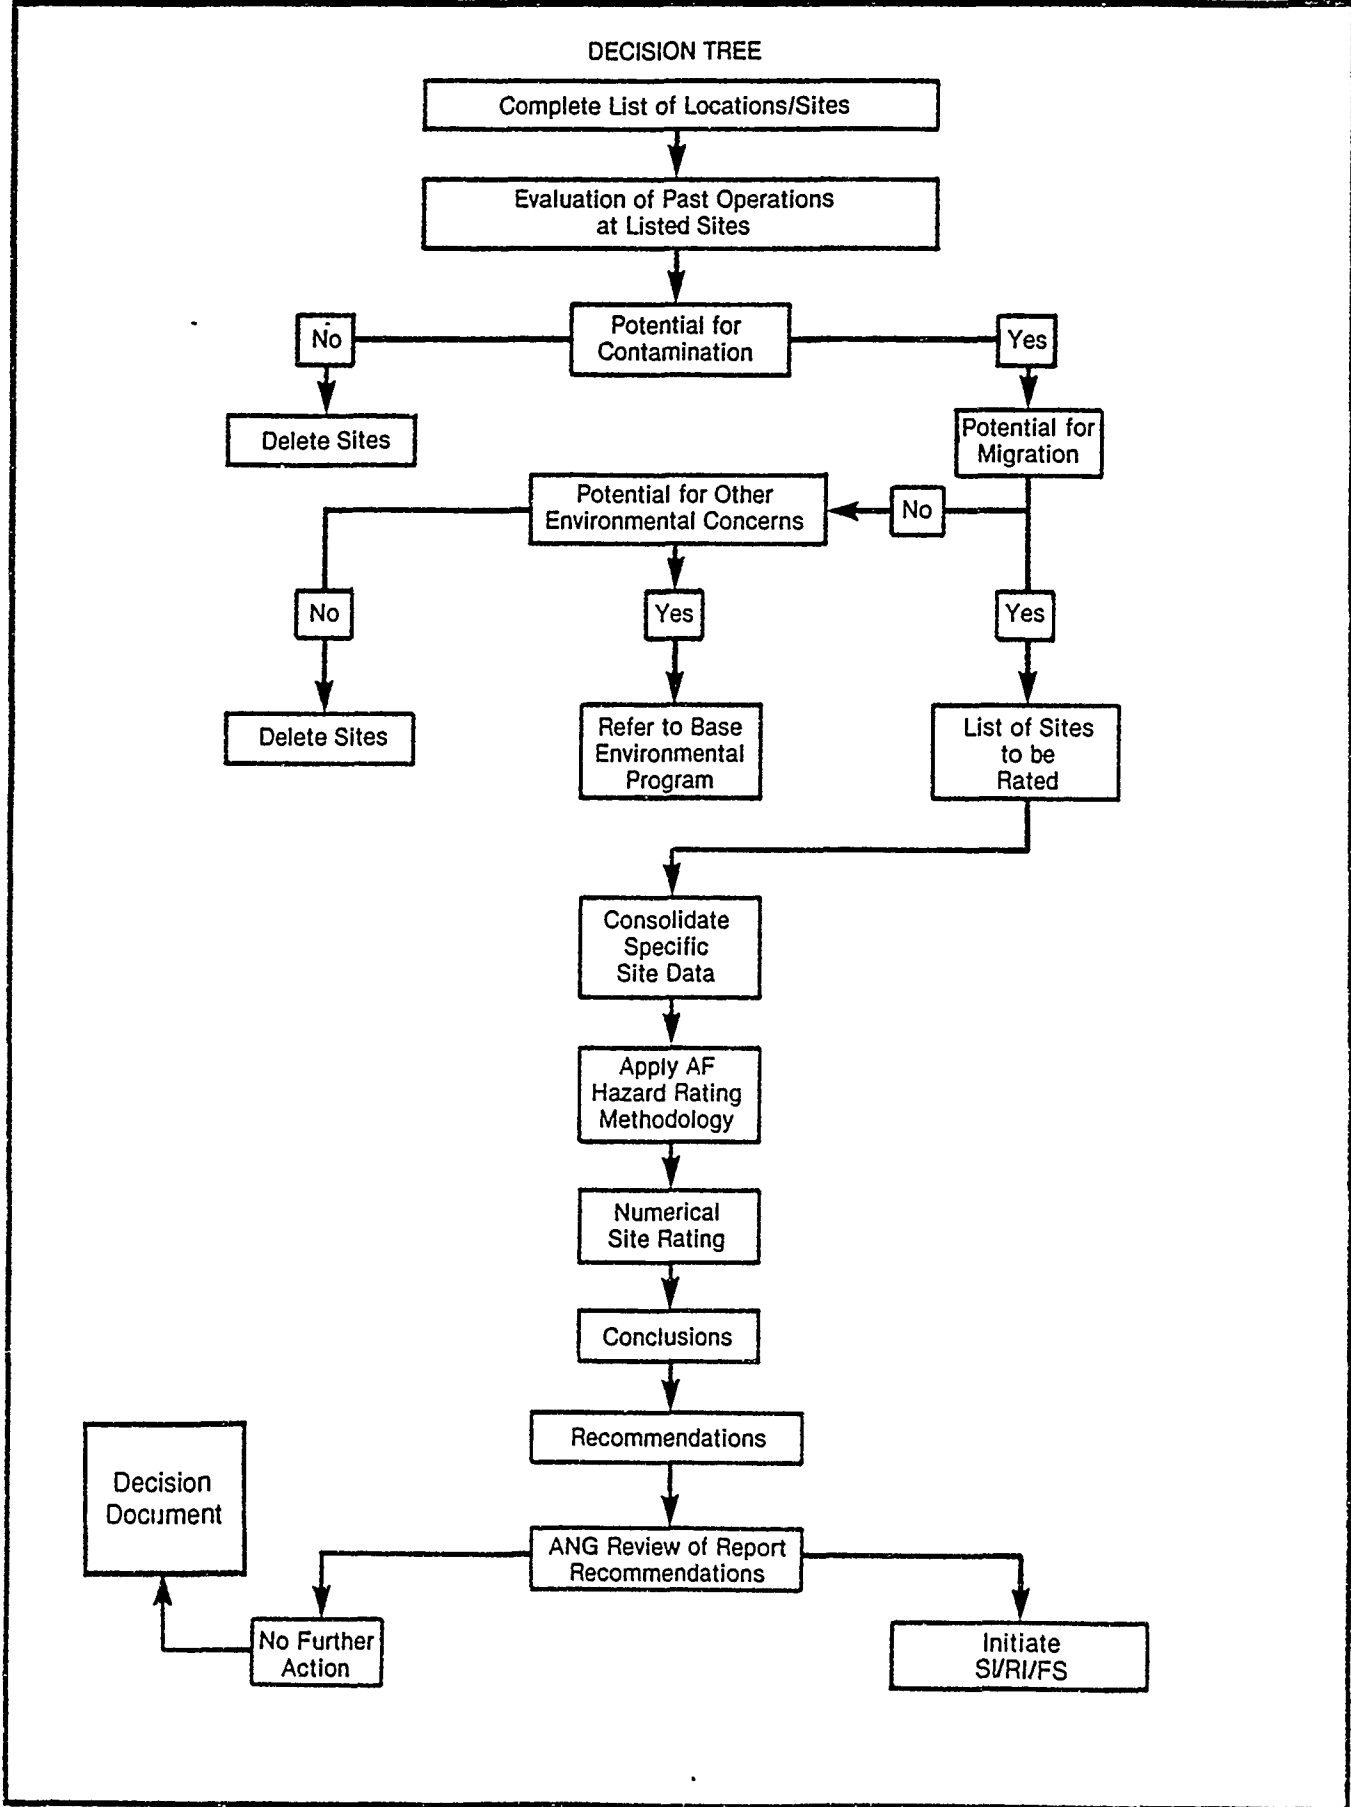 DECISION TREE
Complete List of Locations/Sites
Evaluation of Past Operations
at Listed Sites
No
Potential for
Contamination
Yes
Delete Sites
Potential for
Migration
Potential for Other
Environmental Concerns
No
No
Yes
Yes
Delete Sites
Refer to Base
Environmental
Program
List of Sites
to be
Rated
Consolidate
Specific
Site Data
Apply AF
Hazard Rating
Methodology
Numerical
Site Rating
Conclusions
Recommendations
Decision
Document
ANG Review of Report
Recommendations
No Further
Action
Initiate
SI/RI/FS